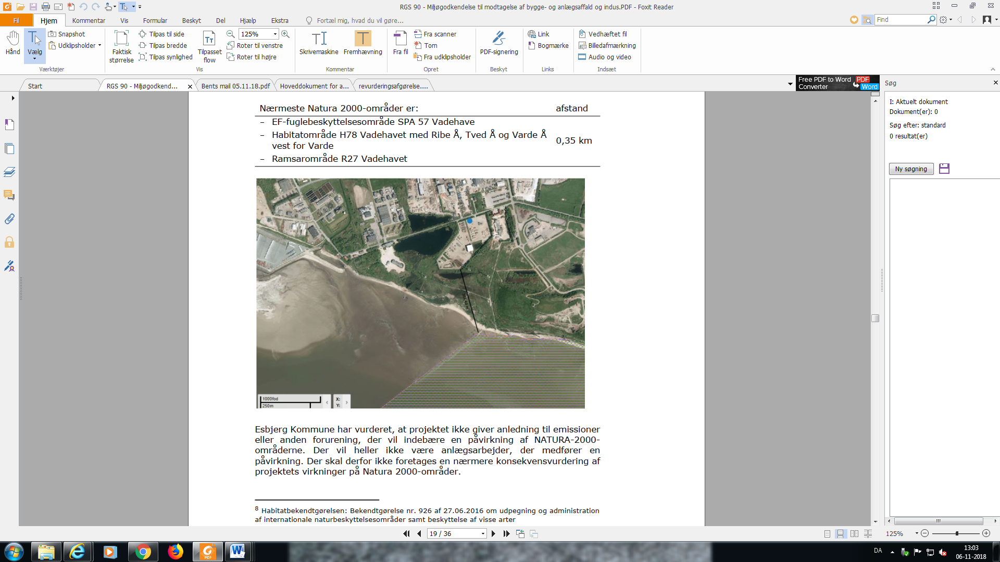 RGS 90 - Miljøgodkendelse til modtagelse af bygge- og anlægsaffald og indus.PDF - Foxit Reader
Fil
Hjem
Kommentar
Vis
Formular
Beskyt
Del
Hjælp
Ekstra
Fortæl mig, hvad du vil gøre...
Find
Hånd
Vælg
Snapshot
Udklipsholder
Værktøjer
Faktisk
størrelse
Tilpas til side
Tilpas bredde
Tilpas synlighed
Tilpasset
flow
125%
Roter til venstre
Roter til højre
Vis
Skrivemaskine
Fremhævning
Kommentar
Fra fil
Fra scanner
Tom
Fra udklipsholder
Opret
PDF-signering
Beskyt
Link
Bogmærke
Links
Vedhæftet fil
Billedafmærkning
Audio og video
Indsæt
Start
RGS 90 - Miljøgodkend...
Bents mail 05.11.18.pdf
Hoveddokument for a...
revurderingsafgørelse....
Free PDF to Word
Converter
PDF
Word
Søg
I: Aktuelt dokument
Dokument(er): 0
Søg efter: standard
0 resultat(er)
Ny søgning
Nærmeste Natura 2000-områder er: afstand
– EF-fuglebeskyttelsesområde SPA 57 Vadehave
– Habitatområde H78 Vadehavet med Ribe Å, Tved Å og Varde Å
vest for Varde
0,35 km
– Ramsarområde R27 Vadehavet
1000fod
250m
X:
Y:
Esbjerg Kommune har vurderet, at projektet ikke giver anledning til emissioner
eller anden forurening, der vil indebære en påvirkning af NATURA-2000-
områderne. Der vil heller ikke være anlægsarbejder, der medfører en
påvirkning. Der skal derfor ikke foretages en nærmere konsekvensvurdering af
projektets virkninger på Natura 2000-områder.
8 Habitatbekendtgørelsen: Bekendtgørelse nr. 926 af 27.06.2016 om udpegning og administration
af internationale naturbeskyttelsesområder samt beskyttelse af visse arter
19 / 36
125%
PDF
DA
13:03
06-11-2018